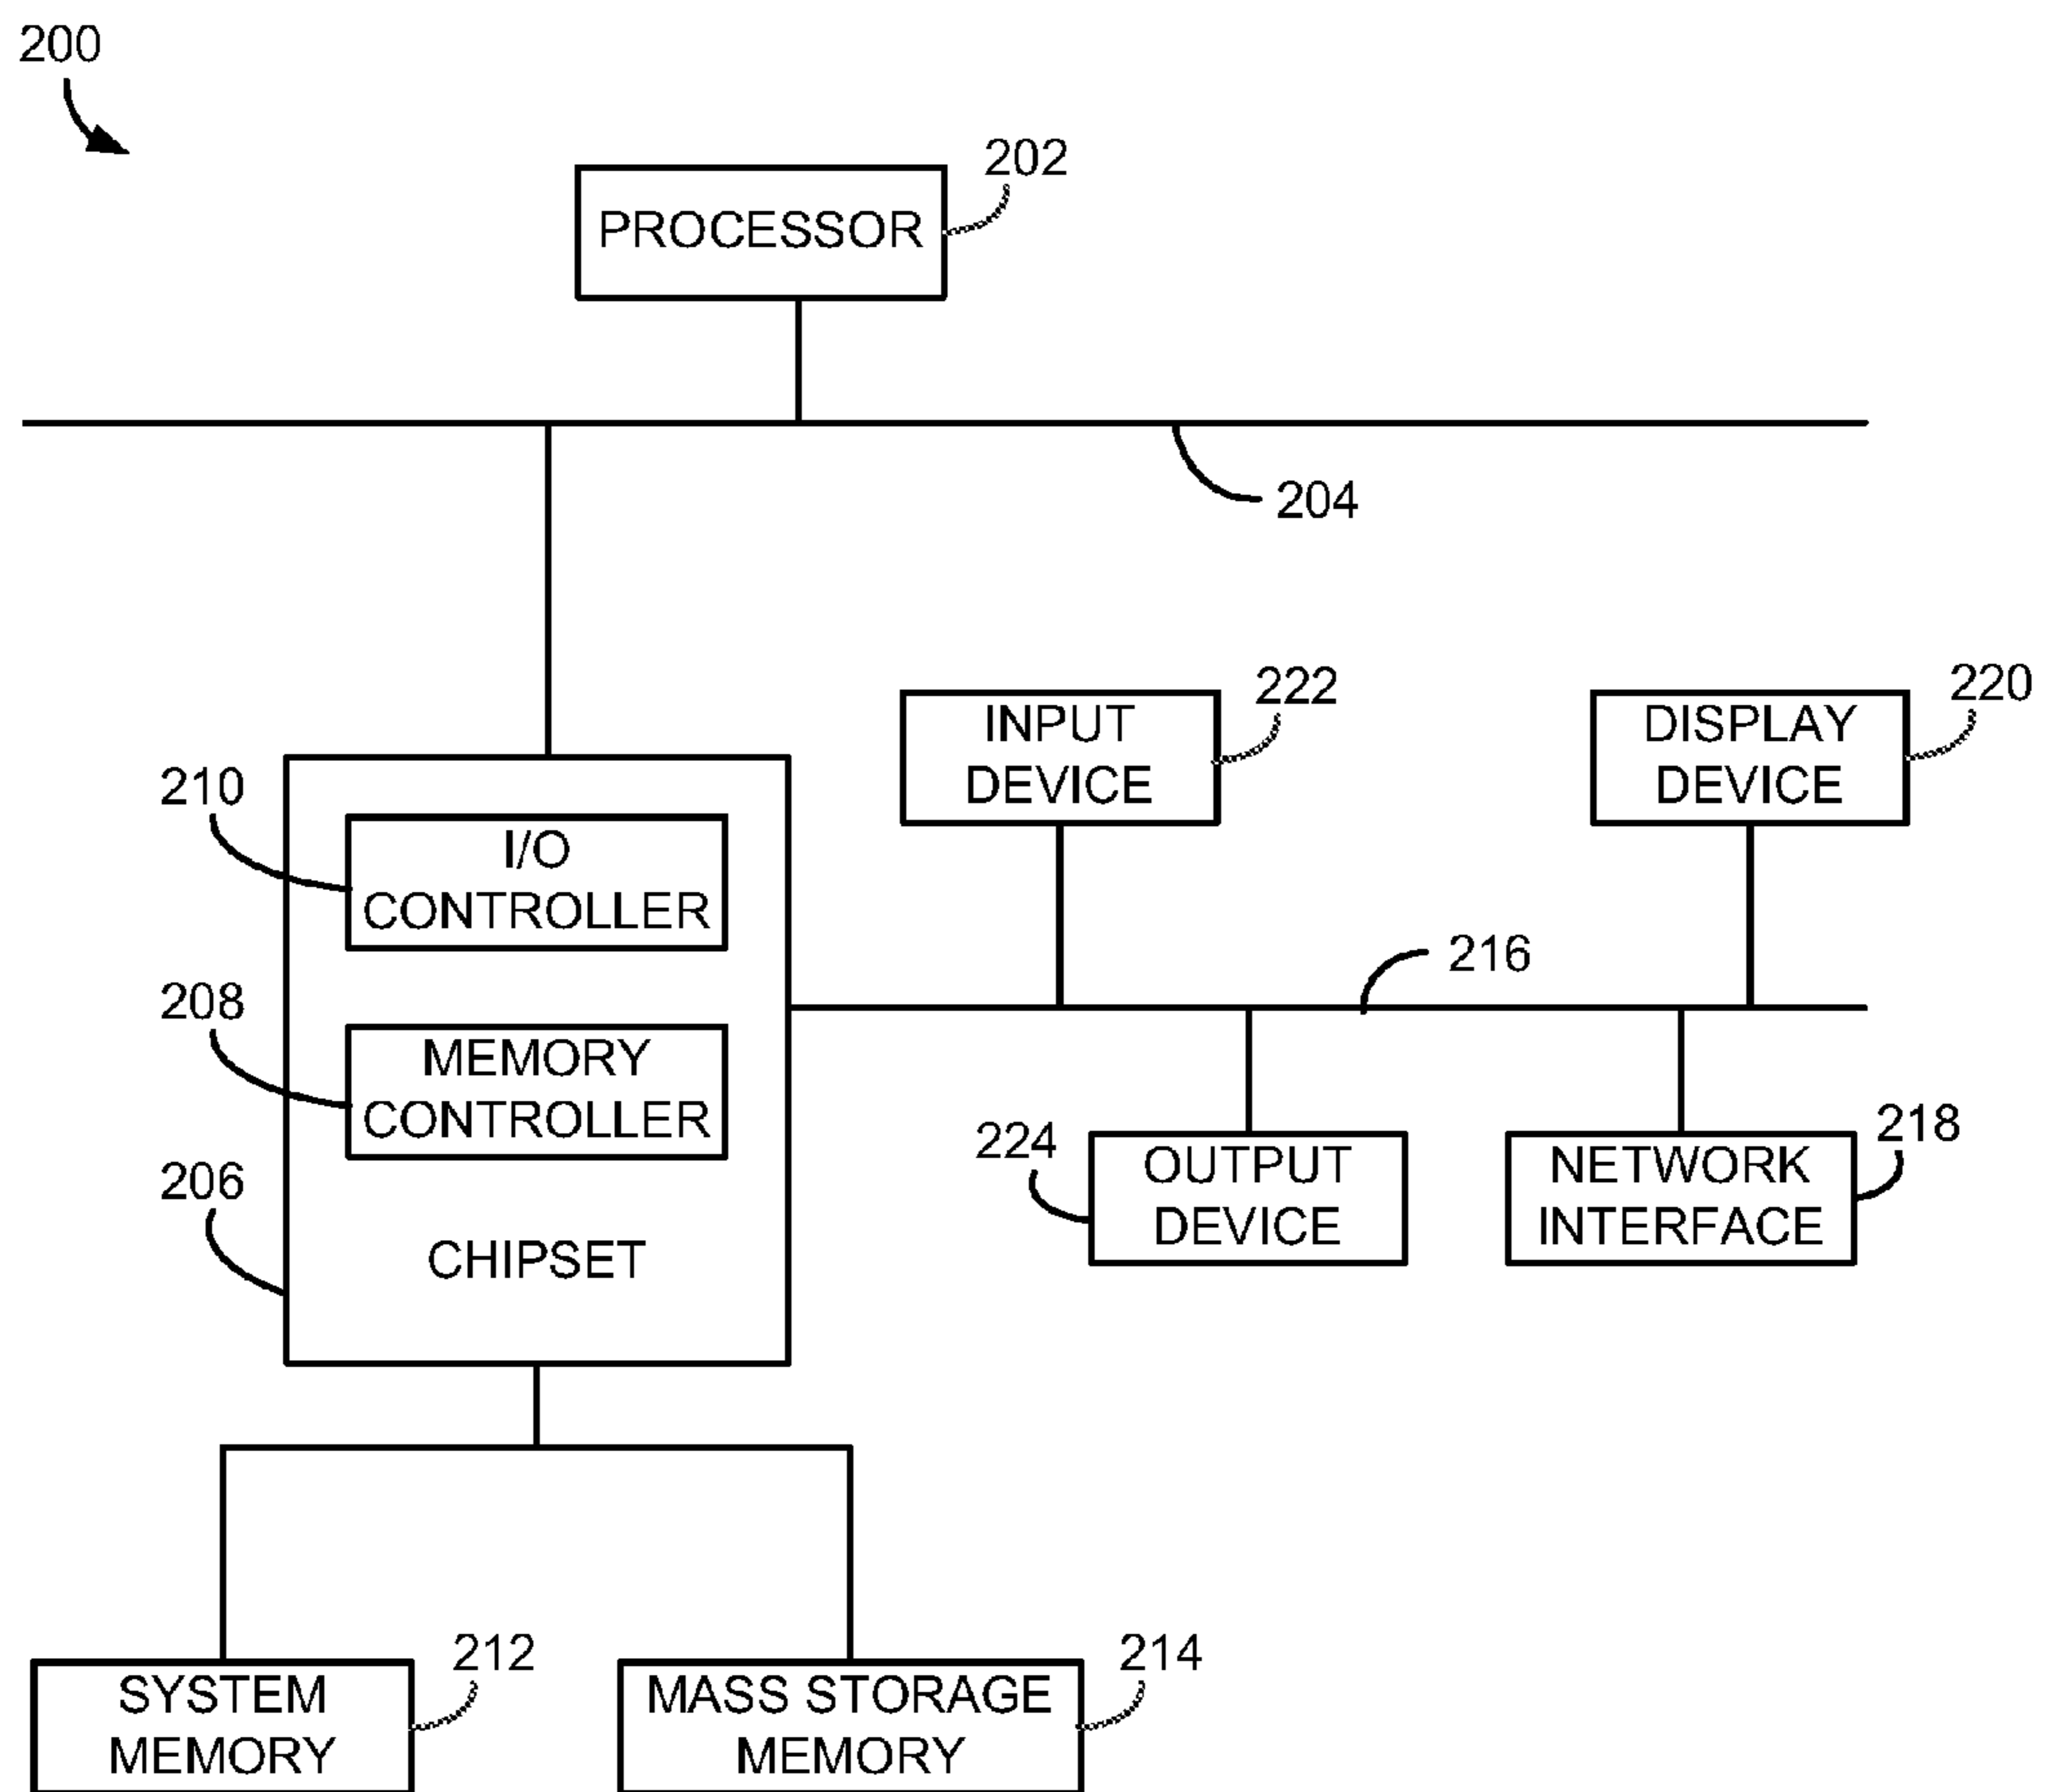 200
202
PROCESSOR
204
222
220
INPUT
DEVICE
DISPLAY
DEVICE
210
I/O
CONTROLLER
216
208
MEMORY
CONTROLLER
224
OUTPUT
DEVICE
218
NETWORK
INTERFACE
206
CHIPSET
212
SYSTEM
MEMORY
214
MASS STORAGE
MEMORY